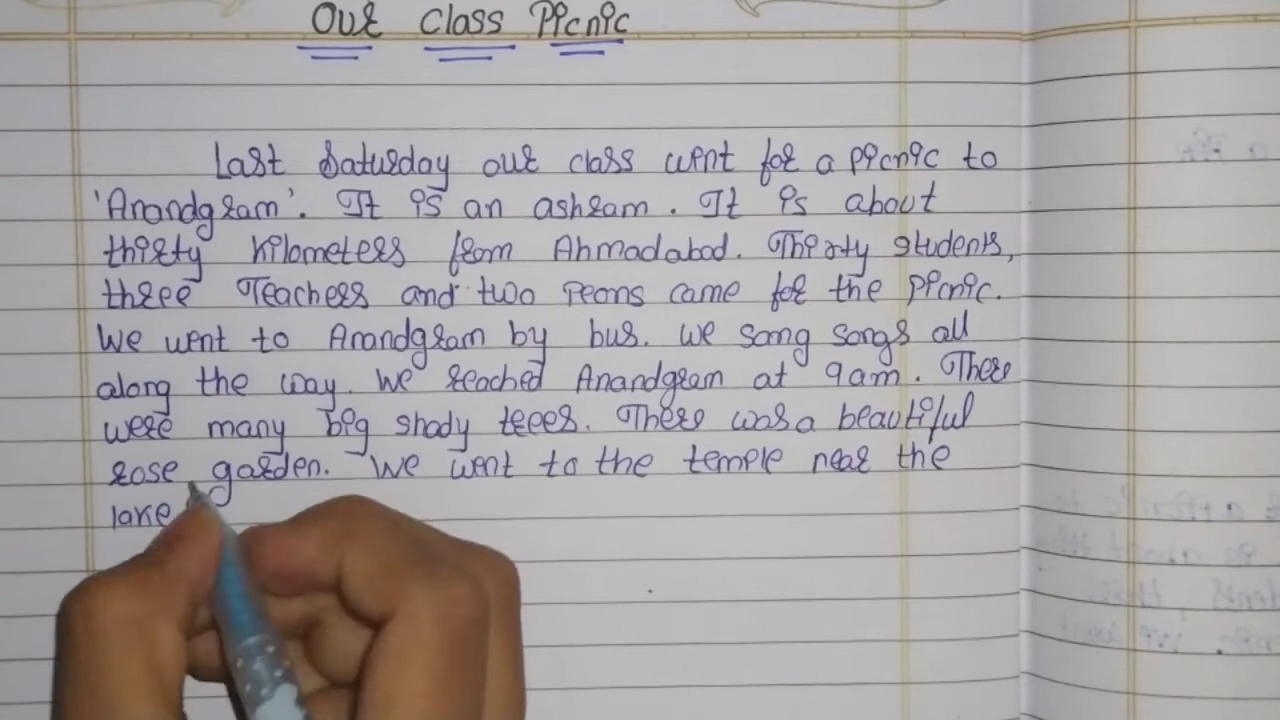 Our Class Picnic
Last Saturday our class went for a picnic to
'Anandgram'. It is an ashram. It is about
thirty kilometers from Ahmadabad. Thirty students,
three Teachers and two Peons came for the picnic.
We went to Anandgram by bus. We sang songs all
along the way. We reached Anandgram at 9am. There
were many big shady trees. There was a beautiful
rose garden. We went to the temple near the
lake